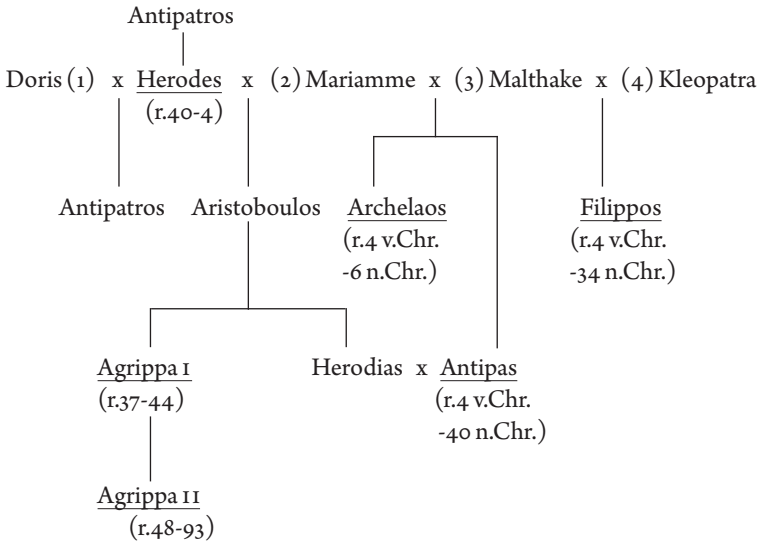 Antipatros
Doris (1) x Herodes x (2) Mariamme x (3) Malthake x (4) Kleopatra
(r.40-4)
Antipatros Aristoboulos Archelaos Filippos
(r.4 v.Chr. (r.4 v.Chr.
-6 n.Chr.) -34 n.Chr.)
Agrippa I Herodias x Antipas
(r.37-44) (r.4 v.Chr.
-40 n.Chr.)
Agrippa II
(r.48-93)